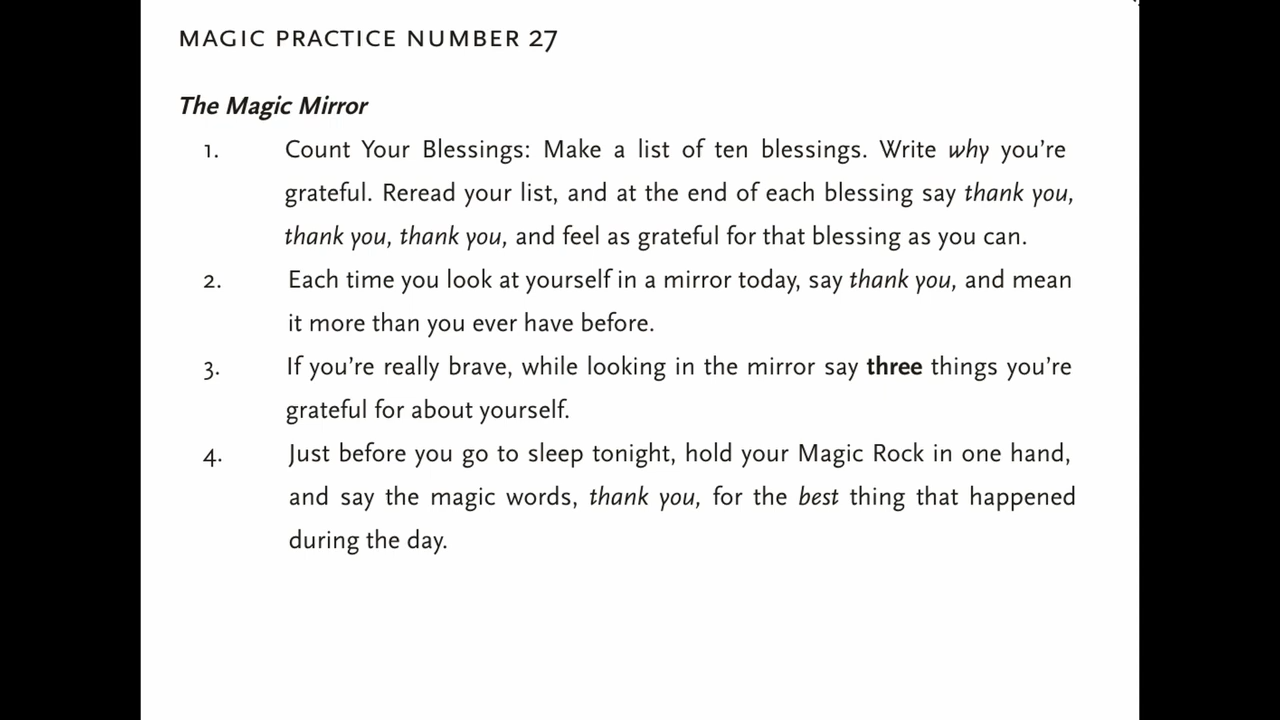 MAGIC PRACTICE NUMBER 27
The Magic Mirror
1. Count Your Blessings: Make a list of ten blessings. Write why you’re
grateful. Reread your list, and at the end of each blessing say thank you,
thank you, thank you, and feel as grateful for that blessing as you can.
2. Each time you look at yourself in a mirror today, say thank you, and mean
it more than you ever have before.
3. If you’re really brave, while looking in the mirror say three things you’re
grateful for about yourself.
4. Just before you go to sleep tonight, hold your Magic Rock in one hand,
and say the magic words, thank you, for the best thing that happened
during the day.